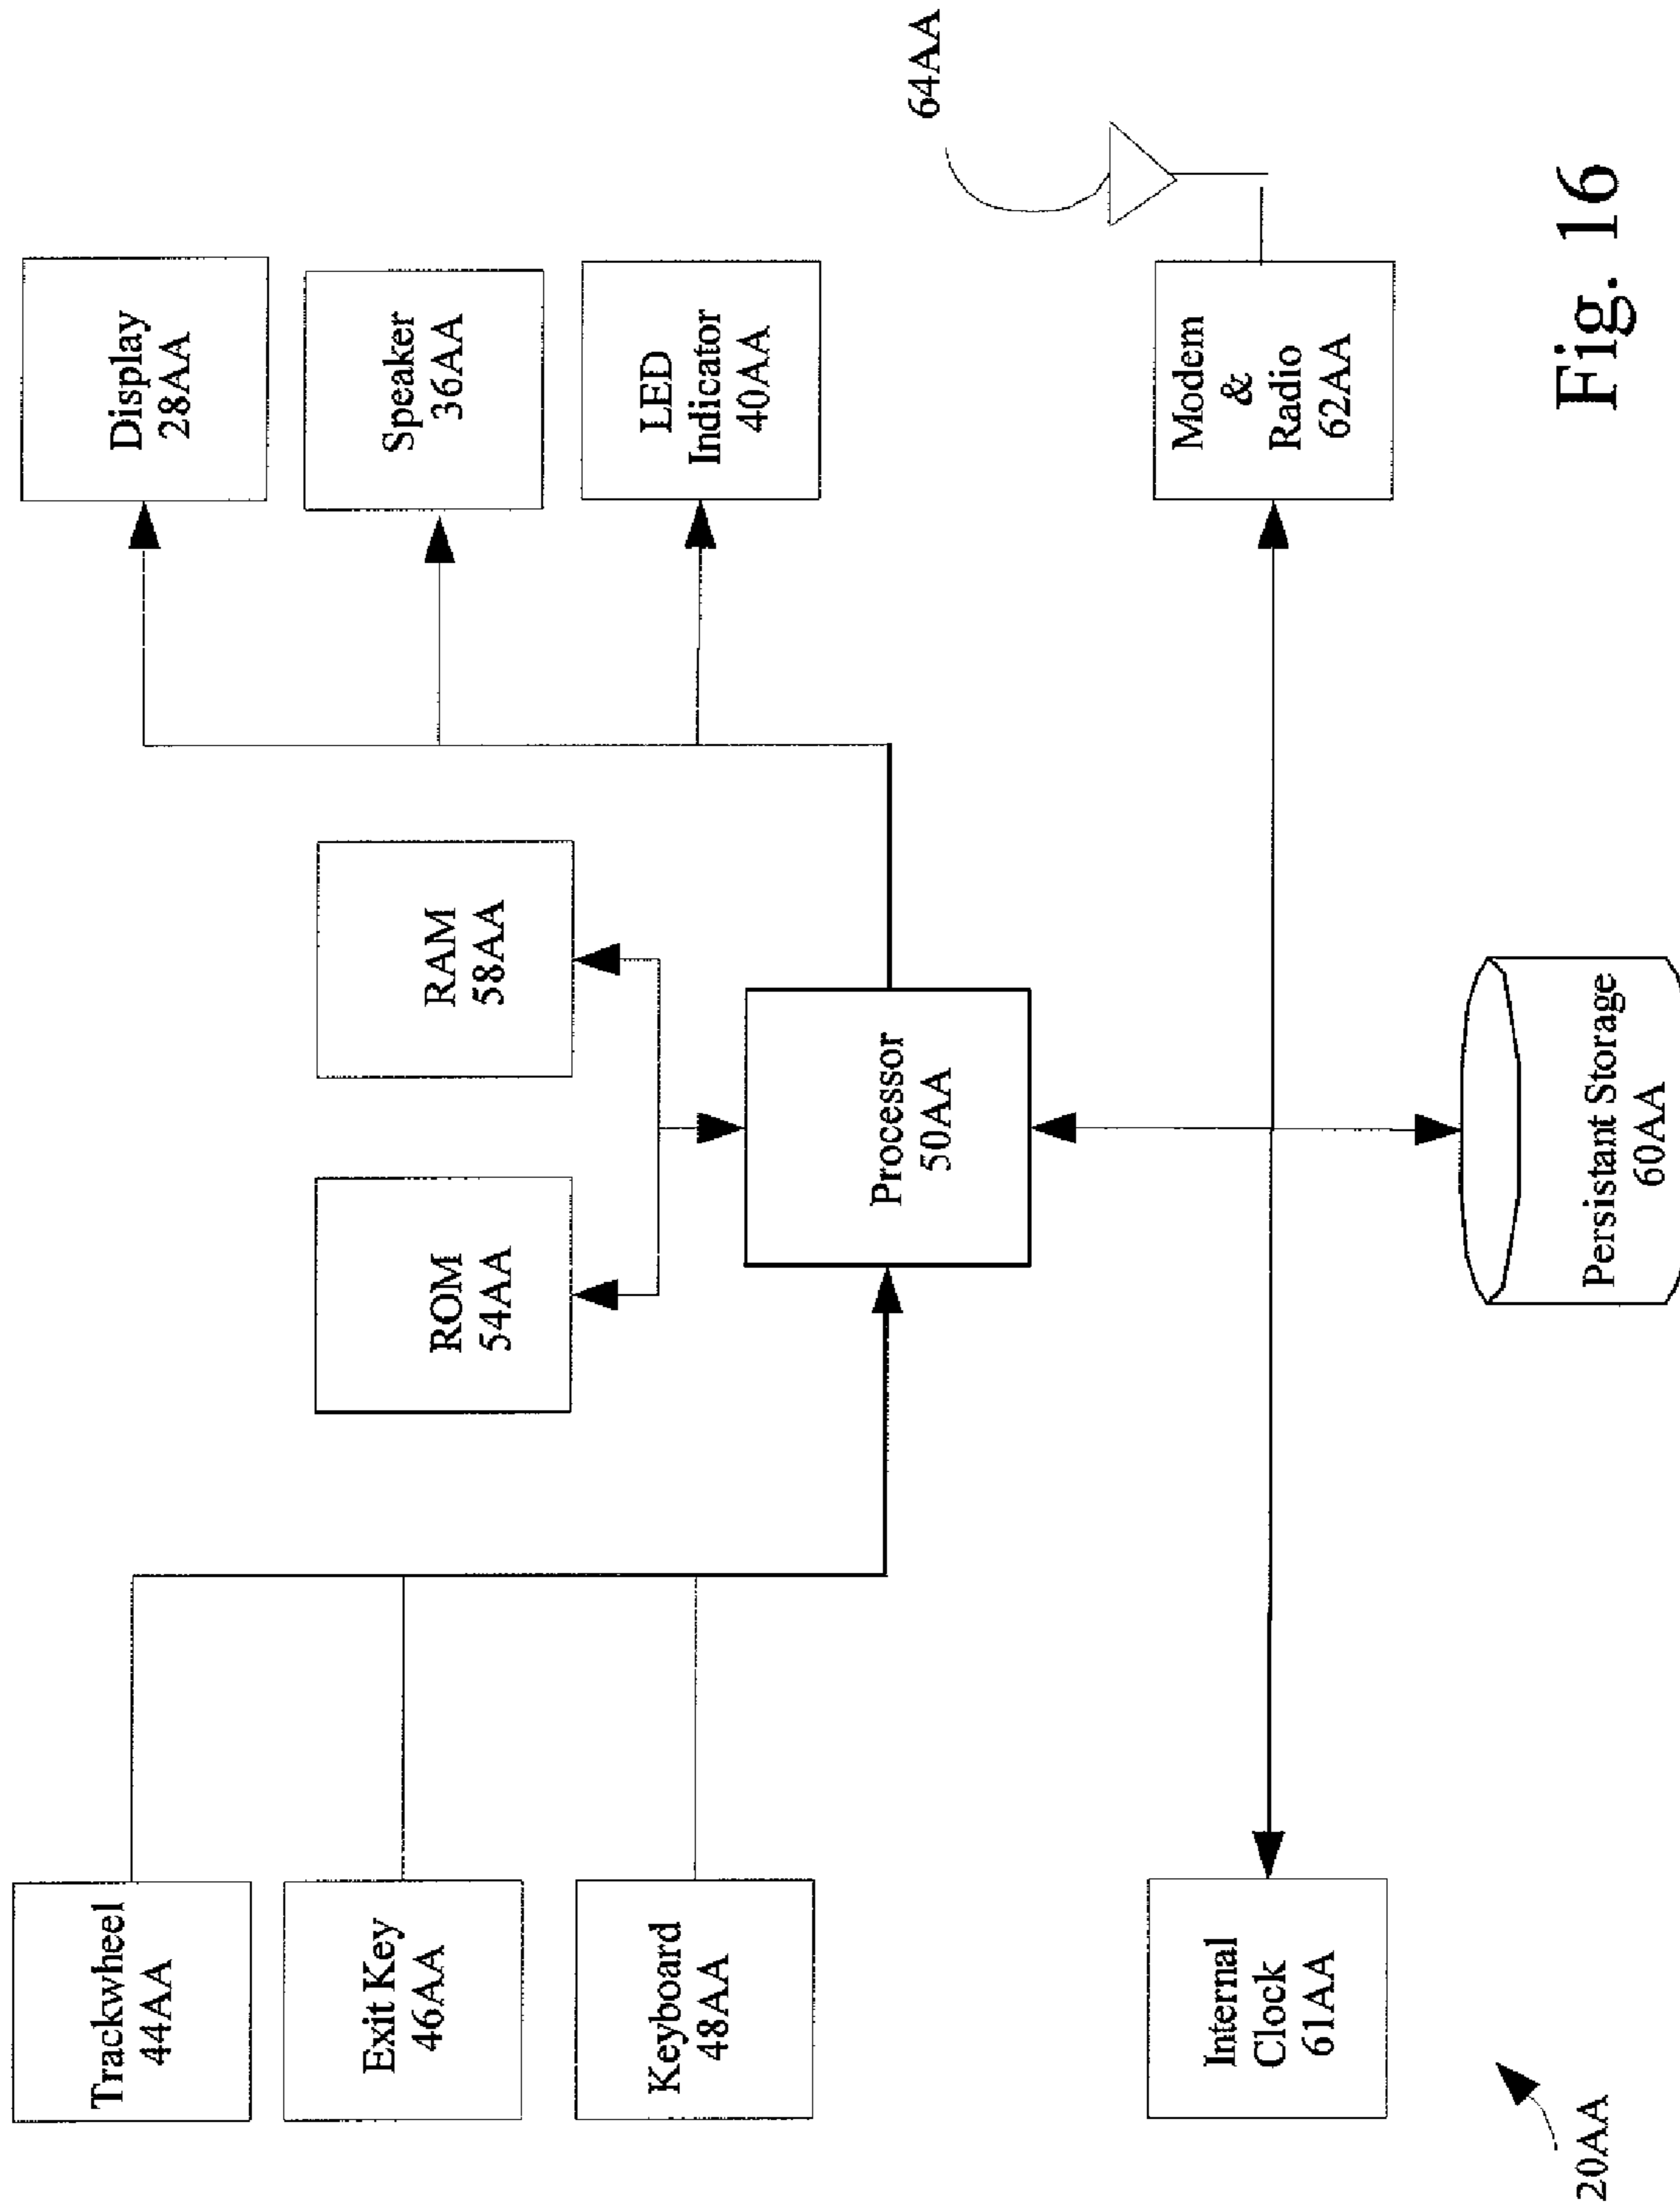 Trackwheel
44AA
Exit Key
46AA
Keyboard
48AA
ROM
54AA
RAM
58AA
Display
28AA
Speaker
36AA
LED
Indicator
40AA
Processor
50AA
64AA
Internal
Clock
61AA
Modem
&
Radio
62AA
Persistant Storage
60AA
20AA
Fig. 16